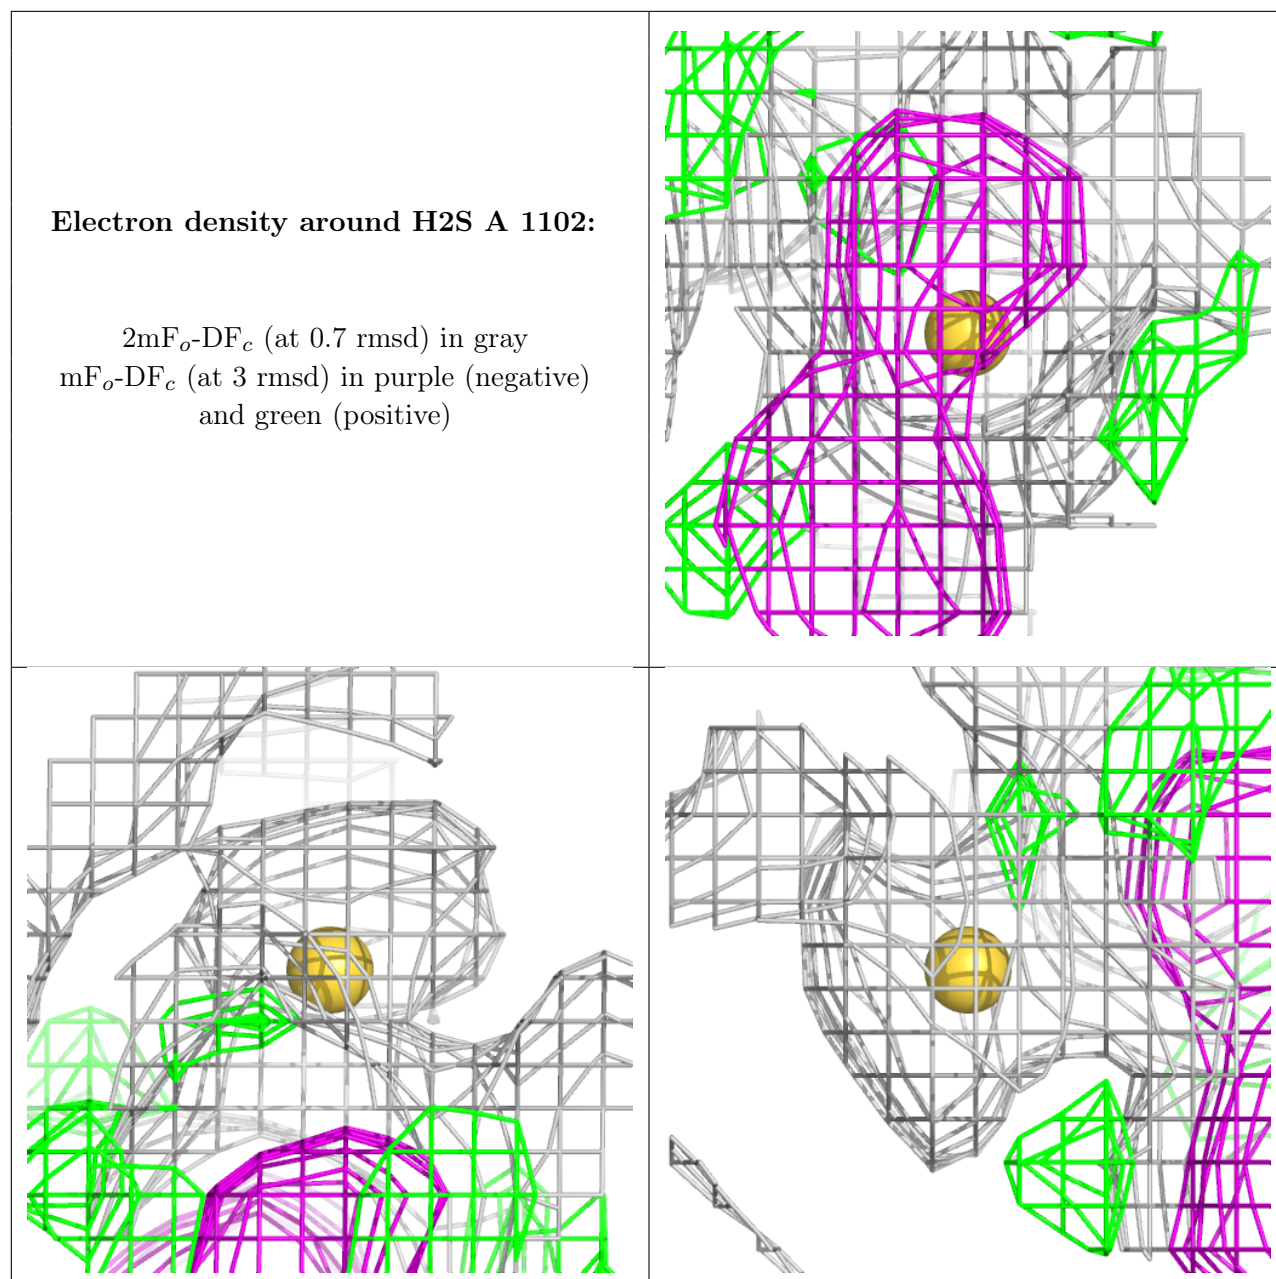 Electron density around H2S A 1102:
2mFo-DFc (at 0.7 rmsd) in gray
mFo-DFc (at 3 rmsd) in purple (negative)
and green (positive)